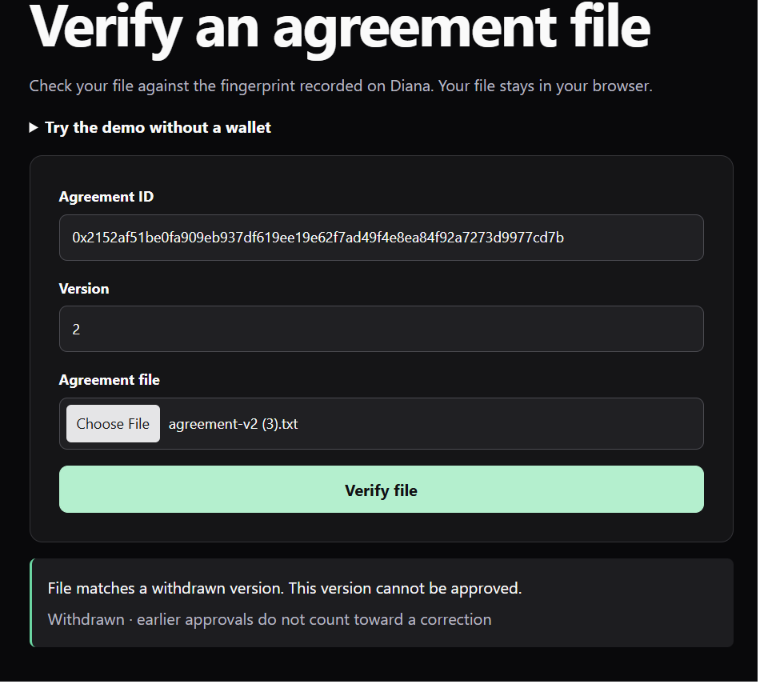 Verify an agreement file
Check your file against the fingerprint recorded on Diana. Your file stays in your browser.
▶ Try the demo without a wallet
Agreement ID
0x2152af51be0fa909eb937df619ee19e62f7ad49f4e8ea84f92a7273d9977cd7b
Version
2
Agreement file
Choose File agreement-v2 (3).txt
Verify file
File matches a withdrawn version. This version cannot be approved.
Withdrawn · earlier approvals do not count toward a correction